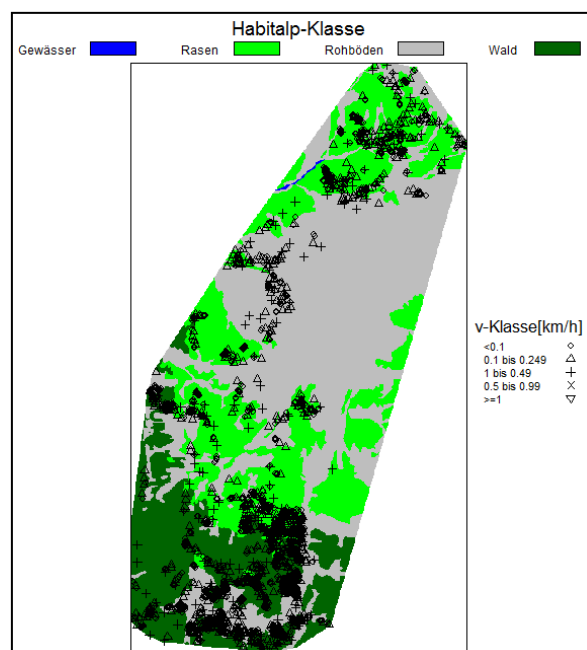 Habitalp-Klasse
Gewässer Rasen Rohböden Wald
v-Klasse[km/h]
<0.1
0.1 bis 0.249
1 bis 0.49
0.5 bis 0.99
>=1